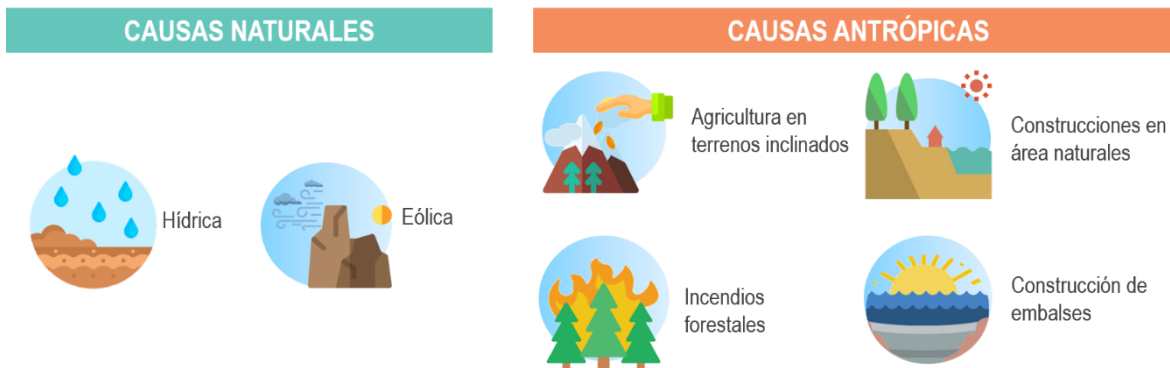 CAUSAS NATURALES
Hídrica
Eólica
CAUSAS ANTRÓPICAS
Agricultura en
terrenos inclinados
Construcciones en
área naturales
Incendios
forestales
Construcción de
embalses